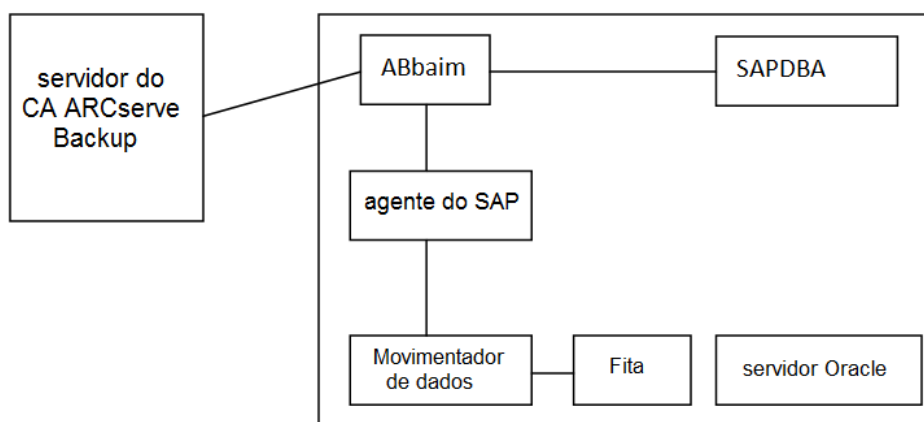 servidor do
CA ARCserve
Backup
ABbaim
SAPDBA
agente do SAP
Movimentador
de dados
Fita
servidor Oracle